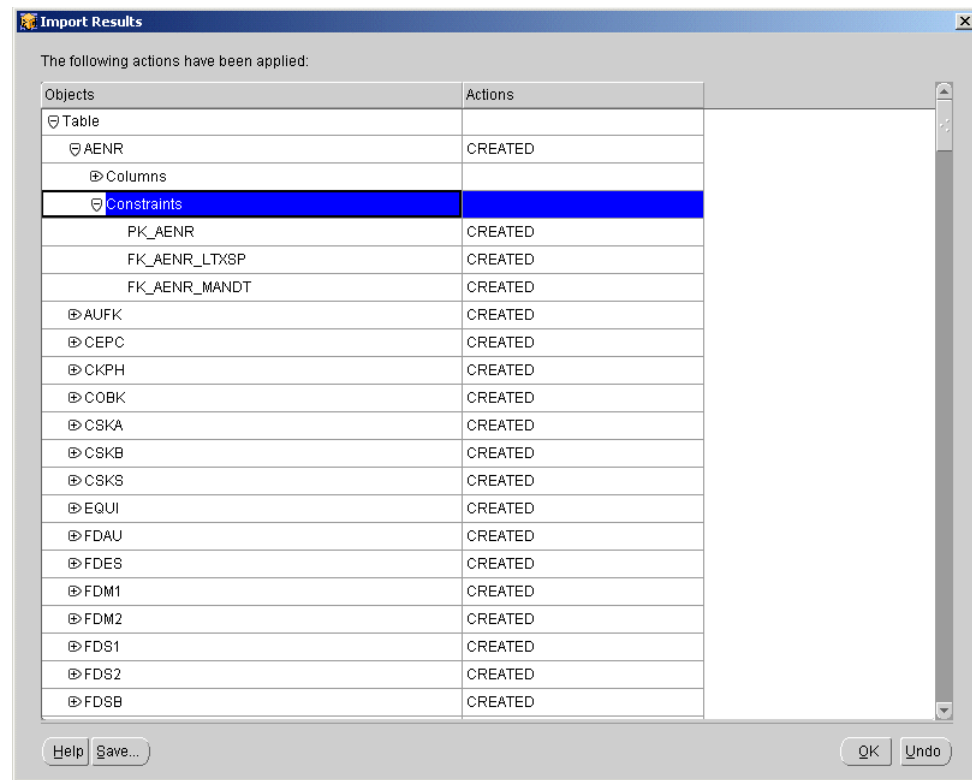 Import Results
The following actions have been applied:
Objects Actions
Table
AENR CREATED
Columns
Constraints
PK_AENR CREATED
FK_AENR_LTXSP CREATED
FK_AENR_MANDT CREATED
AUFK CREATED
CEPC CREATED
CKPH CREATED
COBK CREATED
CSKA CREATED
CSKB CREATED
CSKS CREATED
EQUI CREATED
FDAU CREATED
FDES CREATED
FDM1 CREATED
FDM2 CREATED
FDS1 CREATED
FDS2 CREATED
FDSB CREATED
Help Save... OK Undo